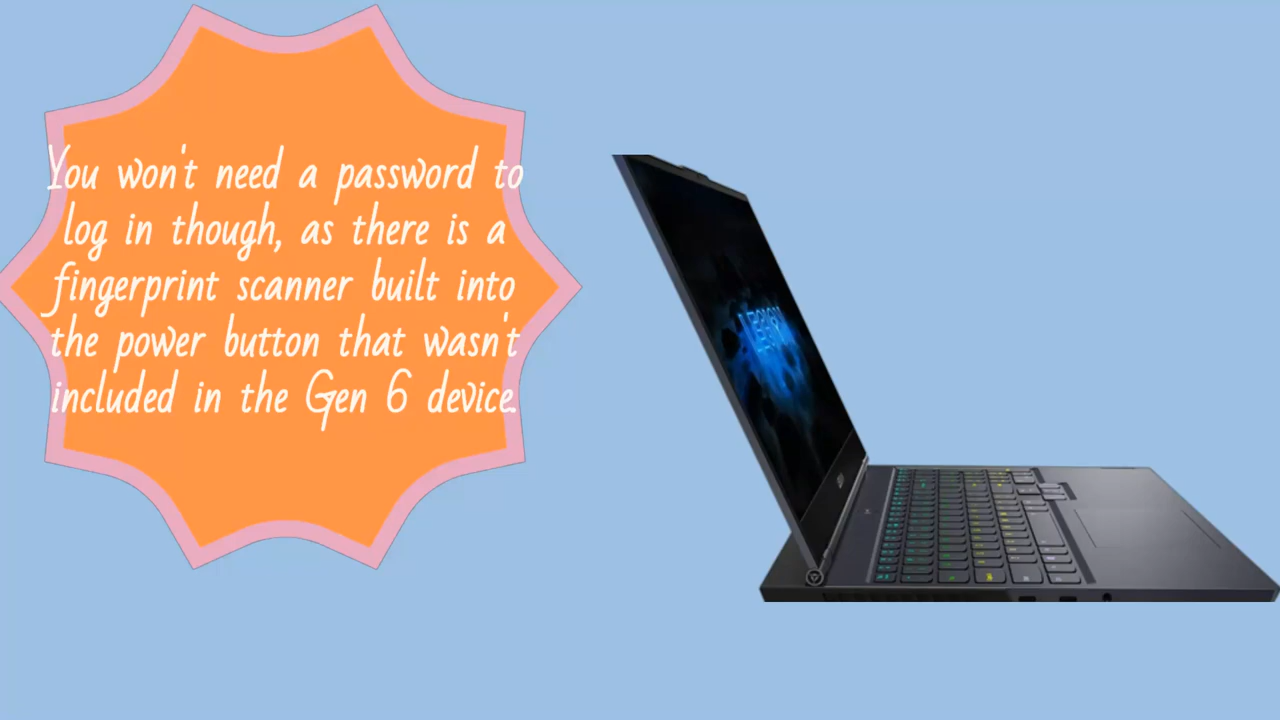 You won't need a password to
log in though, as there is a
fingerprint scanner built into
the power button that wasn't
included in the Gen 6 device.
LEGION